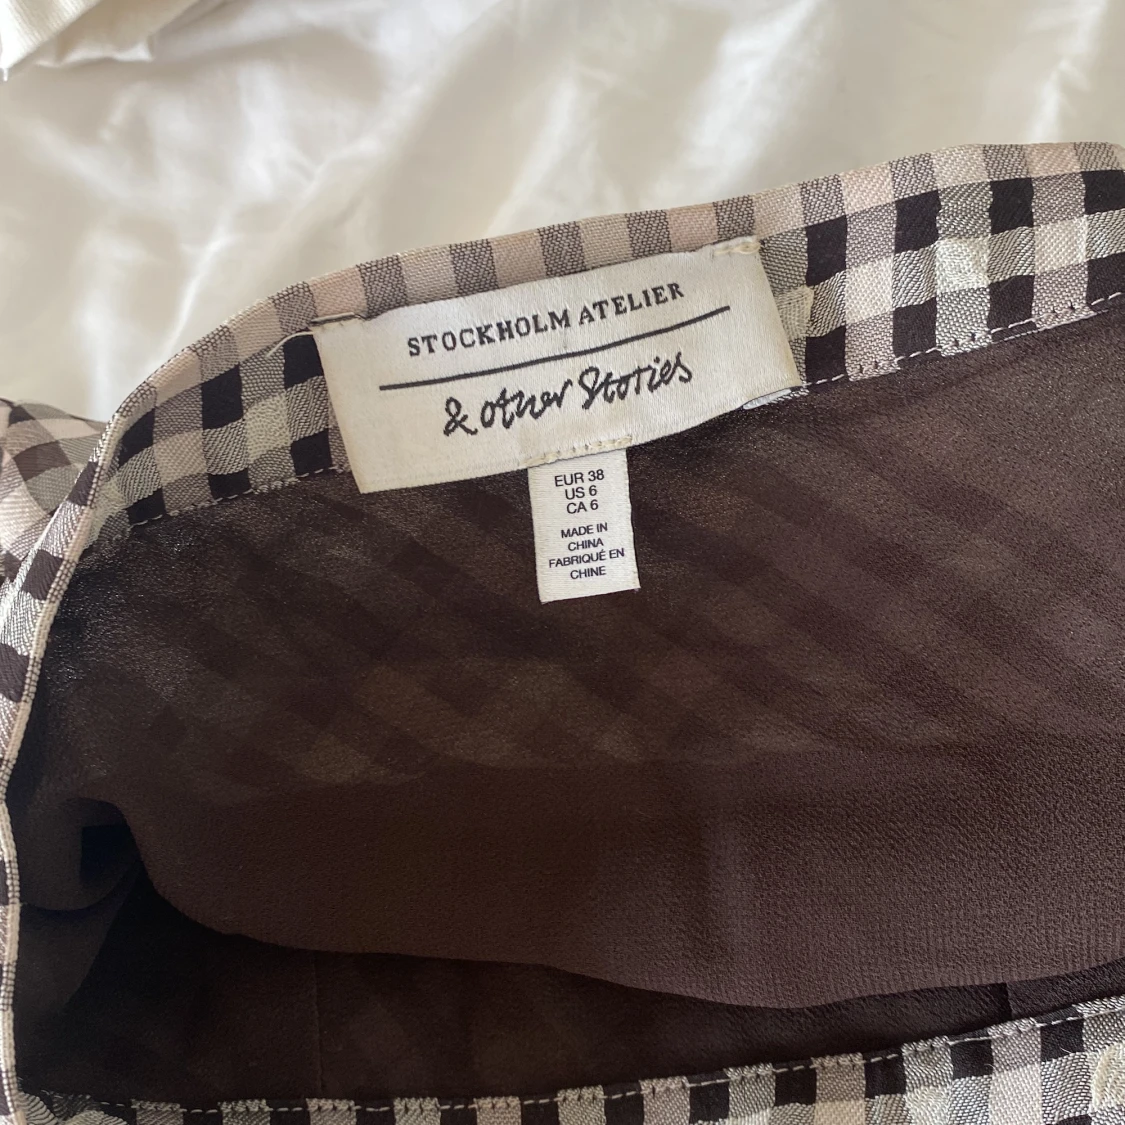 STOCKHOLM ATELIER
& other Stories
EUR 38
US 6
CA 6
MADE IN
CHINA
FABRIQUÉ EN
CHINE